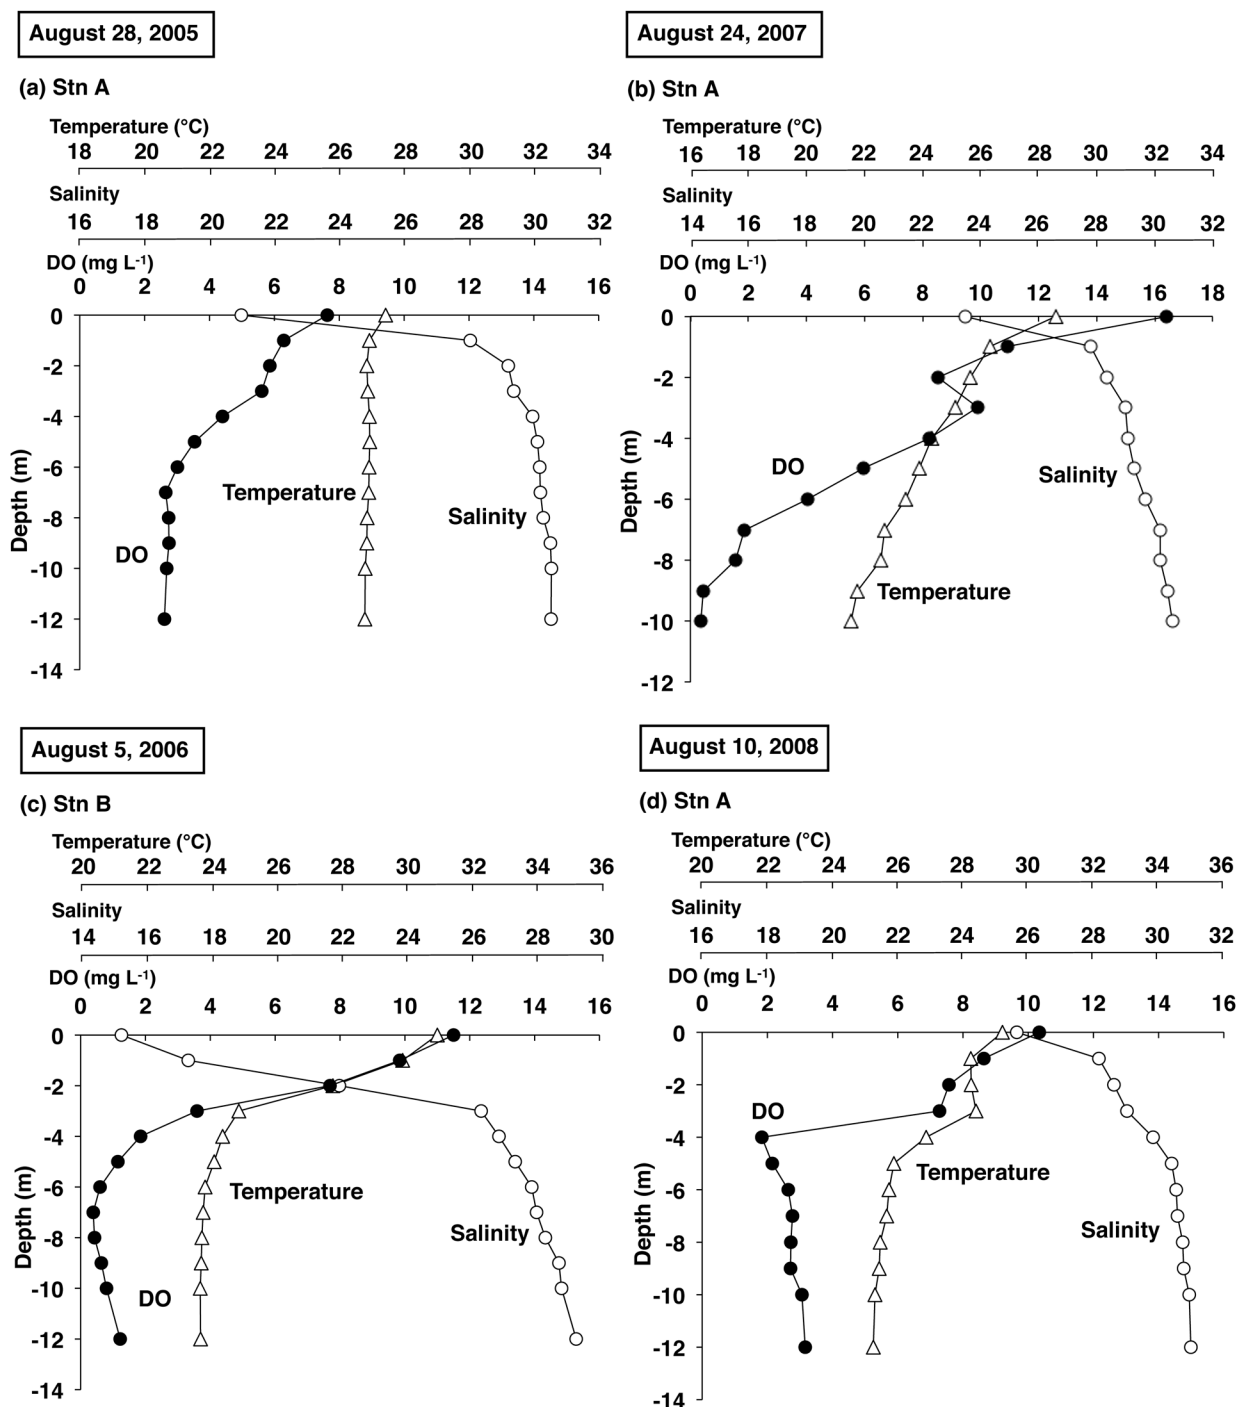 August 28, 2005
(a) Stn A
Temperature (°C)
18 20 22 24 26 28 30 32 34
Salinity
16 18 20 22 24 26 28 30 32
DO (mg L-1)
0 2 4 6 8 10 12 14 16
0
-2
-4
-6
-8
-10
-12
-14
Depth (m)
Temperature
Salinity
DO
August 24, 2007
(b) Stn A
Temperature (°C)
16 18 20 22 24 26 28 30 32 34
Salinity
14 16 18 20 22 24 26 28 30 32
DO (mg L-1)
0 2 4 6 8 10 12 14 16 18
0
-2
-4
-6
-8
-10
-12
Depth (m)
DO
Salinity
Temperature
August 5, 2006
(c) Stn B
Temperature (°C)
20 22 24 26 28 30 32 34 36
Salinity
14 16 18 20 22 24 26 28 30
DO (mg L-1)
0 2 4 6 8 10 12 14 16
0
-2
-4
-6
-8
-10
-12
-14
Depth (m)
Temperature
Salinity
DO
August 10, 2008
(d) Stn A
Temperature (°C)
20 22 24 26 28 30 32 34 36
Salinity
16 18 20 22 24 26 28 30 32
DO (mg L-1)
0 2 4 6 8 10 12 14 16
0
-2
-4
-6
-8
-10
-12
-14
Depth (m)
DO
Temperature
Salinity